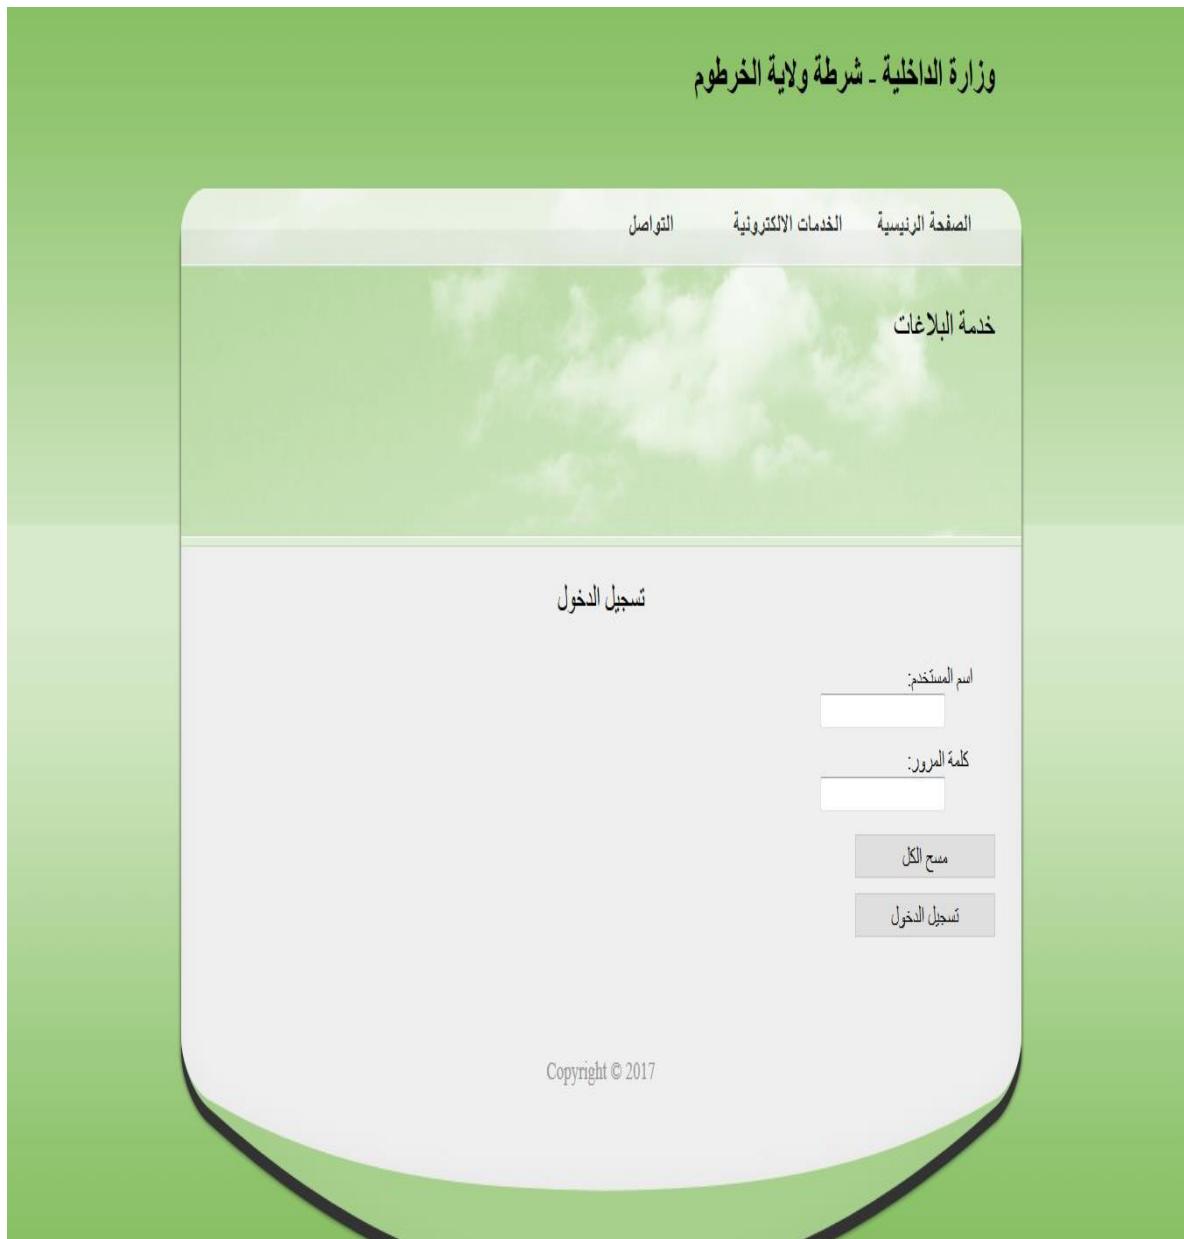 وزارة الداخلية - شرطة ولاية الخرطوم
الصفحة الرئيسية الخدمات الالكترونية التواصل
خدمة البلاغات
تسجيل الدخول
اسم المستخدم:
كلمة المرور:
مسح الكل
تسجيل الدخول
Copyright © 2017